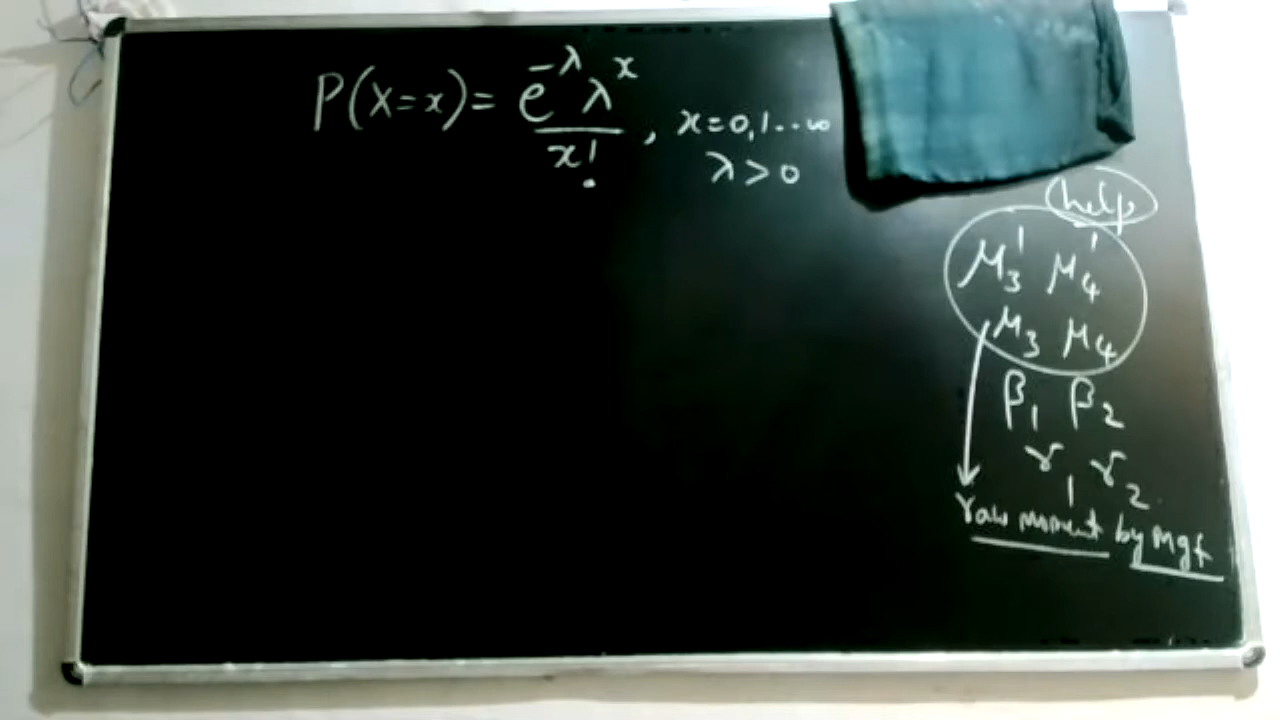 P(X=x) = e^{-λ} λ^x / x! , x=0,1...∞
λ>0
help
μ₃' μ₄'
μ₃ μ₄
β₁ β₂
γ₁ γ₂
raw moment by mgf